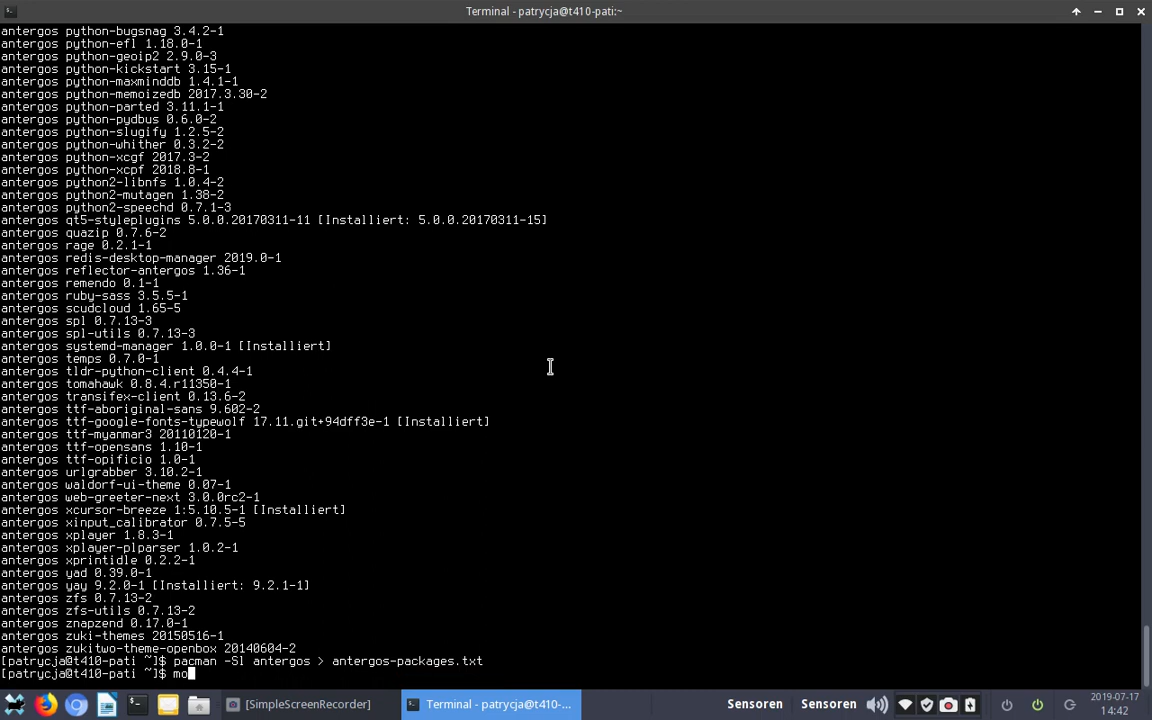 Terminal - patrycja@t410-pati:~
antergos python-bugsnag 3.4.2-1
antergos python-efl 1.18.0-1
antergos python-geoip2 2.9.0-3
antergos python-kickstart 3.15-1
antergos python-maxminddb 1.4.1-1
antergos python-memoizedb 2017.3.30-2
antergos python-parted 3.11.1-1
antergos python-pydbus 0.6.0-2
antergos python-slugify 1.2.5-2
antergos python-whither 0.3.2-2
antergos python-xcgf 2017.3-2
antergos python-xcpf 2018.8-1
antergos python2-libnfs 1.0.4-2
antergos python2-mutagen 1.38-2
antergos python2-speechd 0.7.1-3
antergos qt5-styleplugins 5.0.0.20170311-11 [Installiert: 5.0.0.20170311-15]
antergos quazip 0.7.6-2
antergos rage 0.2.1-1
antergos redis-desktop-manager 2019.0-1
antergos reflector-antergos 1.36-1
antergos remendo 0.1-1
antergos ruby-sass 3.5.5-1
antergos scudcloud 1.65-5
antergos spl 0.7.13-3
antergos spl-utils 0.7.13-3
antergos systemd-manager 1.0.0-1 [Installiert]
antergos temps 0.7.0-1
antergos tldr-python-client 0.4.4-1
antergos tomahawk 0.8.4.r11350-1
antergos transifex-client 0.13.6-2
antergos ttf-aboriginal-sans 9.602-2
antergos ttf-google-fonts-typewolf 17.11.git+94dff3e-1 [Installiert]
antergos ttf-myanmar3 20110120-1
antergos ttf-opensans 1.10-1
antergos ttf-opificio 1.0-1
antergos urlgrabber 3.10.2-1
antergos waldorf-ui-theme 0.07-1
antergos web-greeter-next 3.0.0rc2-1
antergos xcursor-breeze 1:5.10.5-1 [Installiert]
antergos xinput_calibrator 0.7.5-5
antergos xplayer 1.8.3-1
antergos xplayer-plparser 1.0.2-1
antergos xprintidle 0.2.2-1
antergos yad 0.39.0-1
antergos yay 9.2.0-1 [Installiert: 9.2.1-1]
antergos zfs 0.7.13-2
antergos zfs-utils 0.7.13-2
antergos znapzend 0.17.0-1
antergos zuki-themes 20150516-1
antergos zukitwo-theme-openbox 20140604-2
[patrycja@t410-pati ~]$ pacman -Sl antergos > antergos-packages.txt
[patrycja@t410-pati ~]$ mo
[SimpleScreenRecorder]
Terminal - patrycja@t410-...
Sensoren
Sensoren
2019-07-17
14:42